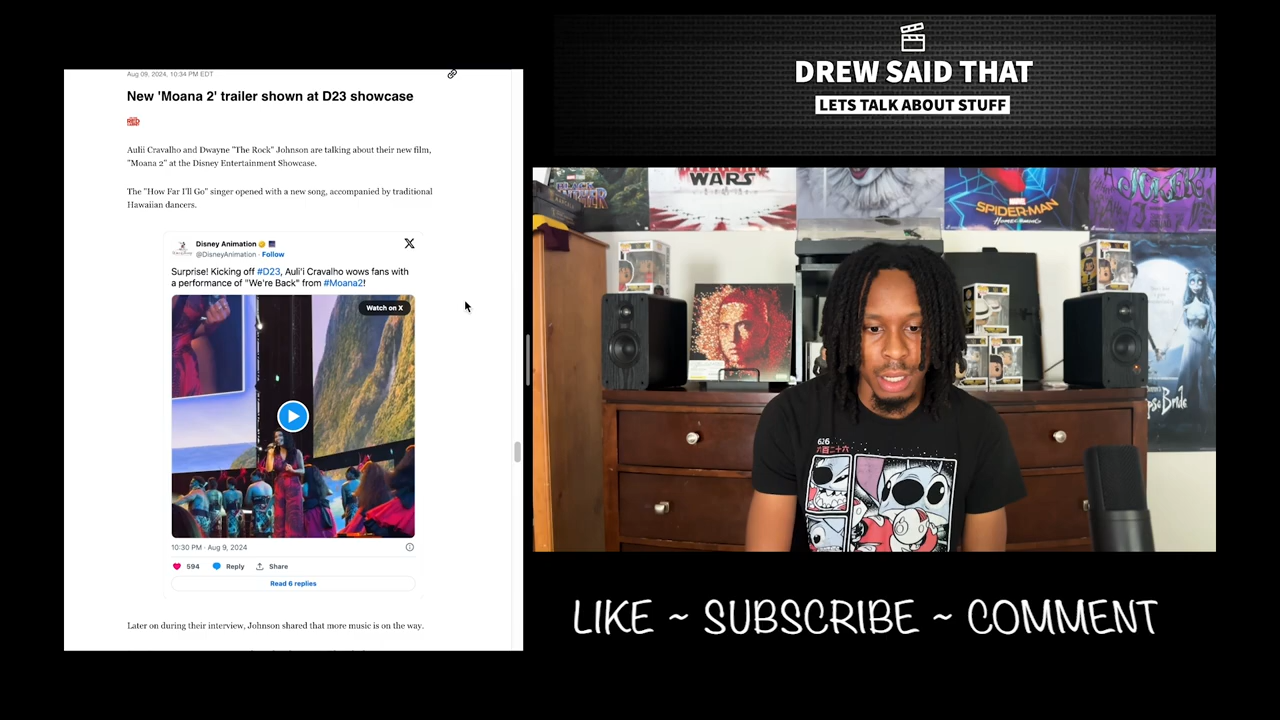 Aug 09, 2024, 10:34 PM EDT
New 'Moana 2' trailer shown at D23 showcase
Aulii Cravalho and Dwayne "The Rock" Johnson are talking about their new film,
"Moana 2" at the Disney Entertainment Showcase.
The "How Far I'll Go" singer opened with a new song, accompanied by traditional
Hawaiian dancers.
Disney Animation
@DisneyAnimation · Follow
Surprise! Kicking off #D23, Auli'i Cravalho wows fans with
a performance of "We're Back" from #Moana2!
Watch on X
10:30 PM · Aug 9, 2024
594 Reply Share
Read 6 replies
Later on during their interview, Johnson shared that more music is on the way.
DREW SAID THAT
LETS TALK ABOUT STUFF
WARS
SPIDER-MAN
626
LIKE ~ SUBSCRIBE ~ COMMENT